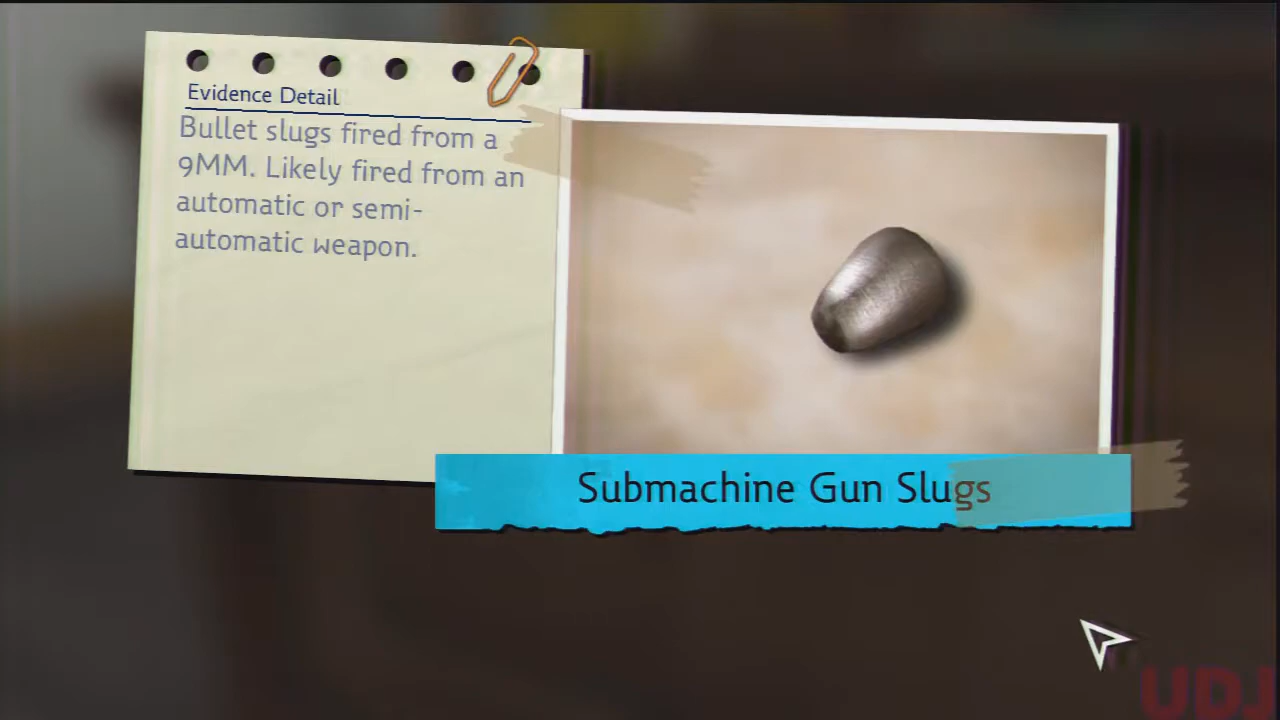 Evidence Detail
Bullet slugs fired from a
9MM. Likely fired from an
automatic or semi-
automatic weapon.
Submachine Gun Slugs
UDJ